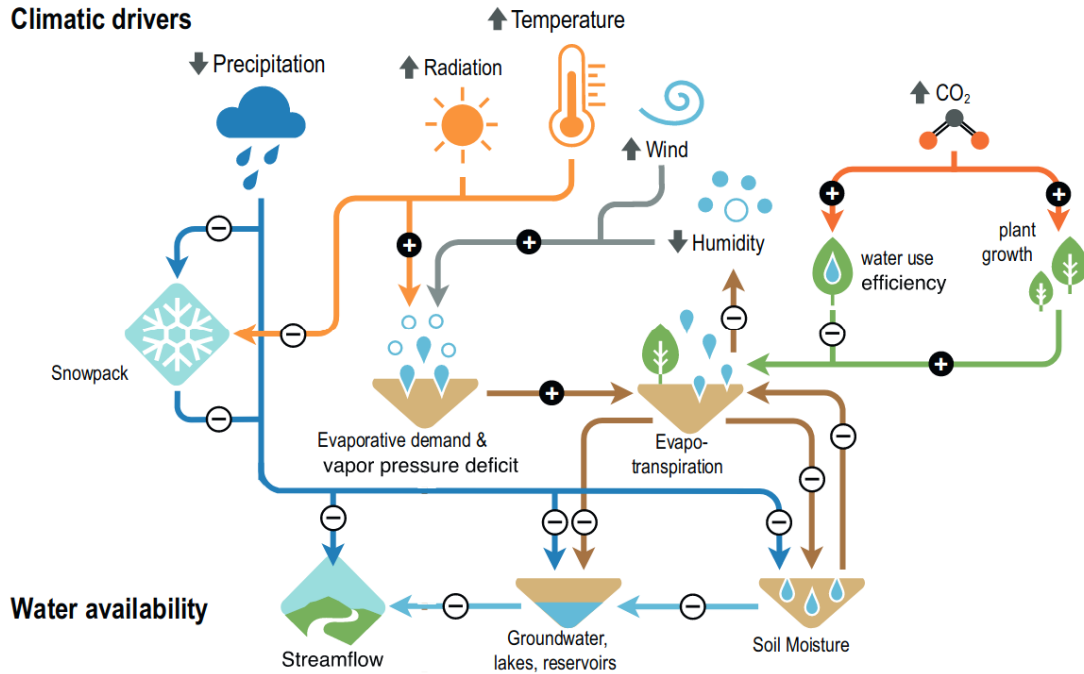 Climatic drivers
Temperature
Precipitation
Radiation
CO₂
Wind
Humidity
plant
growth
water use
efficiency
Snowpack
Evaporative demand &
vapor pressure deficit
Evapo-
transpiration
Water availability
Streamflow
Groundwater,
lakes, reservoirs
Soil Moisture